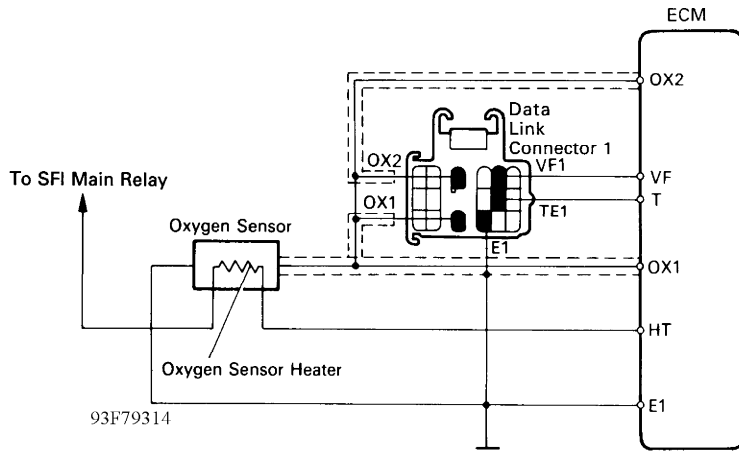 ECM
OX2
Data
Link
Connector 1
OX2
VF1
VF
To SFI Main Relay
OX1
T
TE1
Oxygen Sensor
E1
OX1
HT
Oxygen Sensor Heater
E1
93F79314